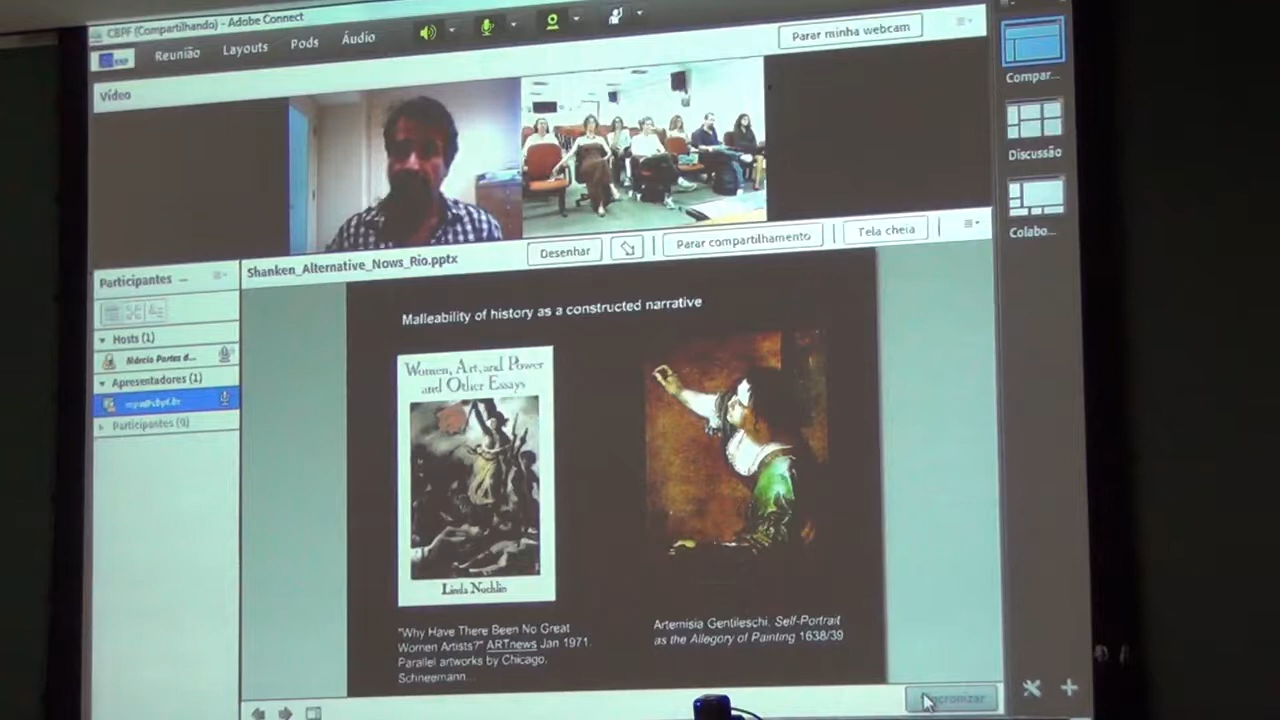 CBPF (Compartilhando) - Adobe Connect
Reunião Layouts Pods Áudio
Parar minha webcam
Vídeo
Compar...
Discussão
Colabo...
Desenhar
Parar compartilhamento
Tela cheia
Participantes
Shanken_Alternative_Nows_Rio.pptx
Hosts (1)
Apresentadores (1)
Participantes (0)
Malleability of history as a constructed narrative
Women, Art, and Power
and Other Essays
Linda Nochlin
"Why Have There Been No Great
Women Artists?" ARTnews Jan 1971.
Parallel artworks by Chicago,
Schneemann...
Artemisia Gentileschi. Self-Portrait
as the Allegory of Painting 1638/39
Sincronizar